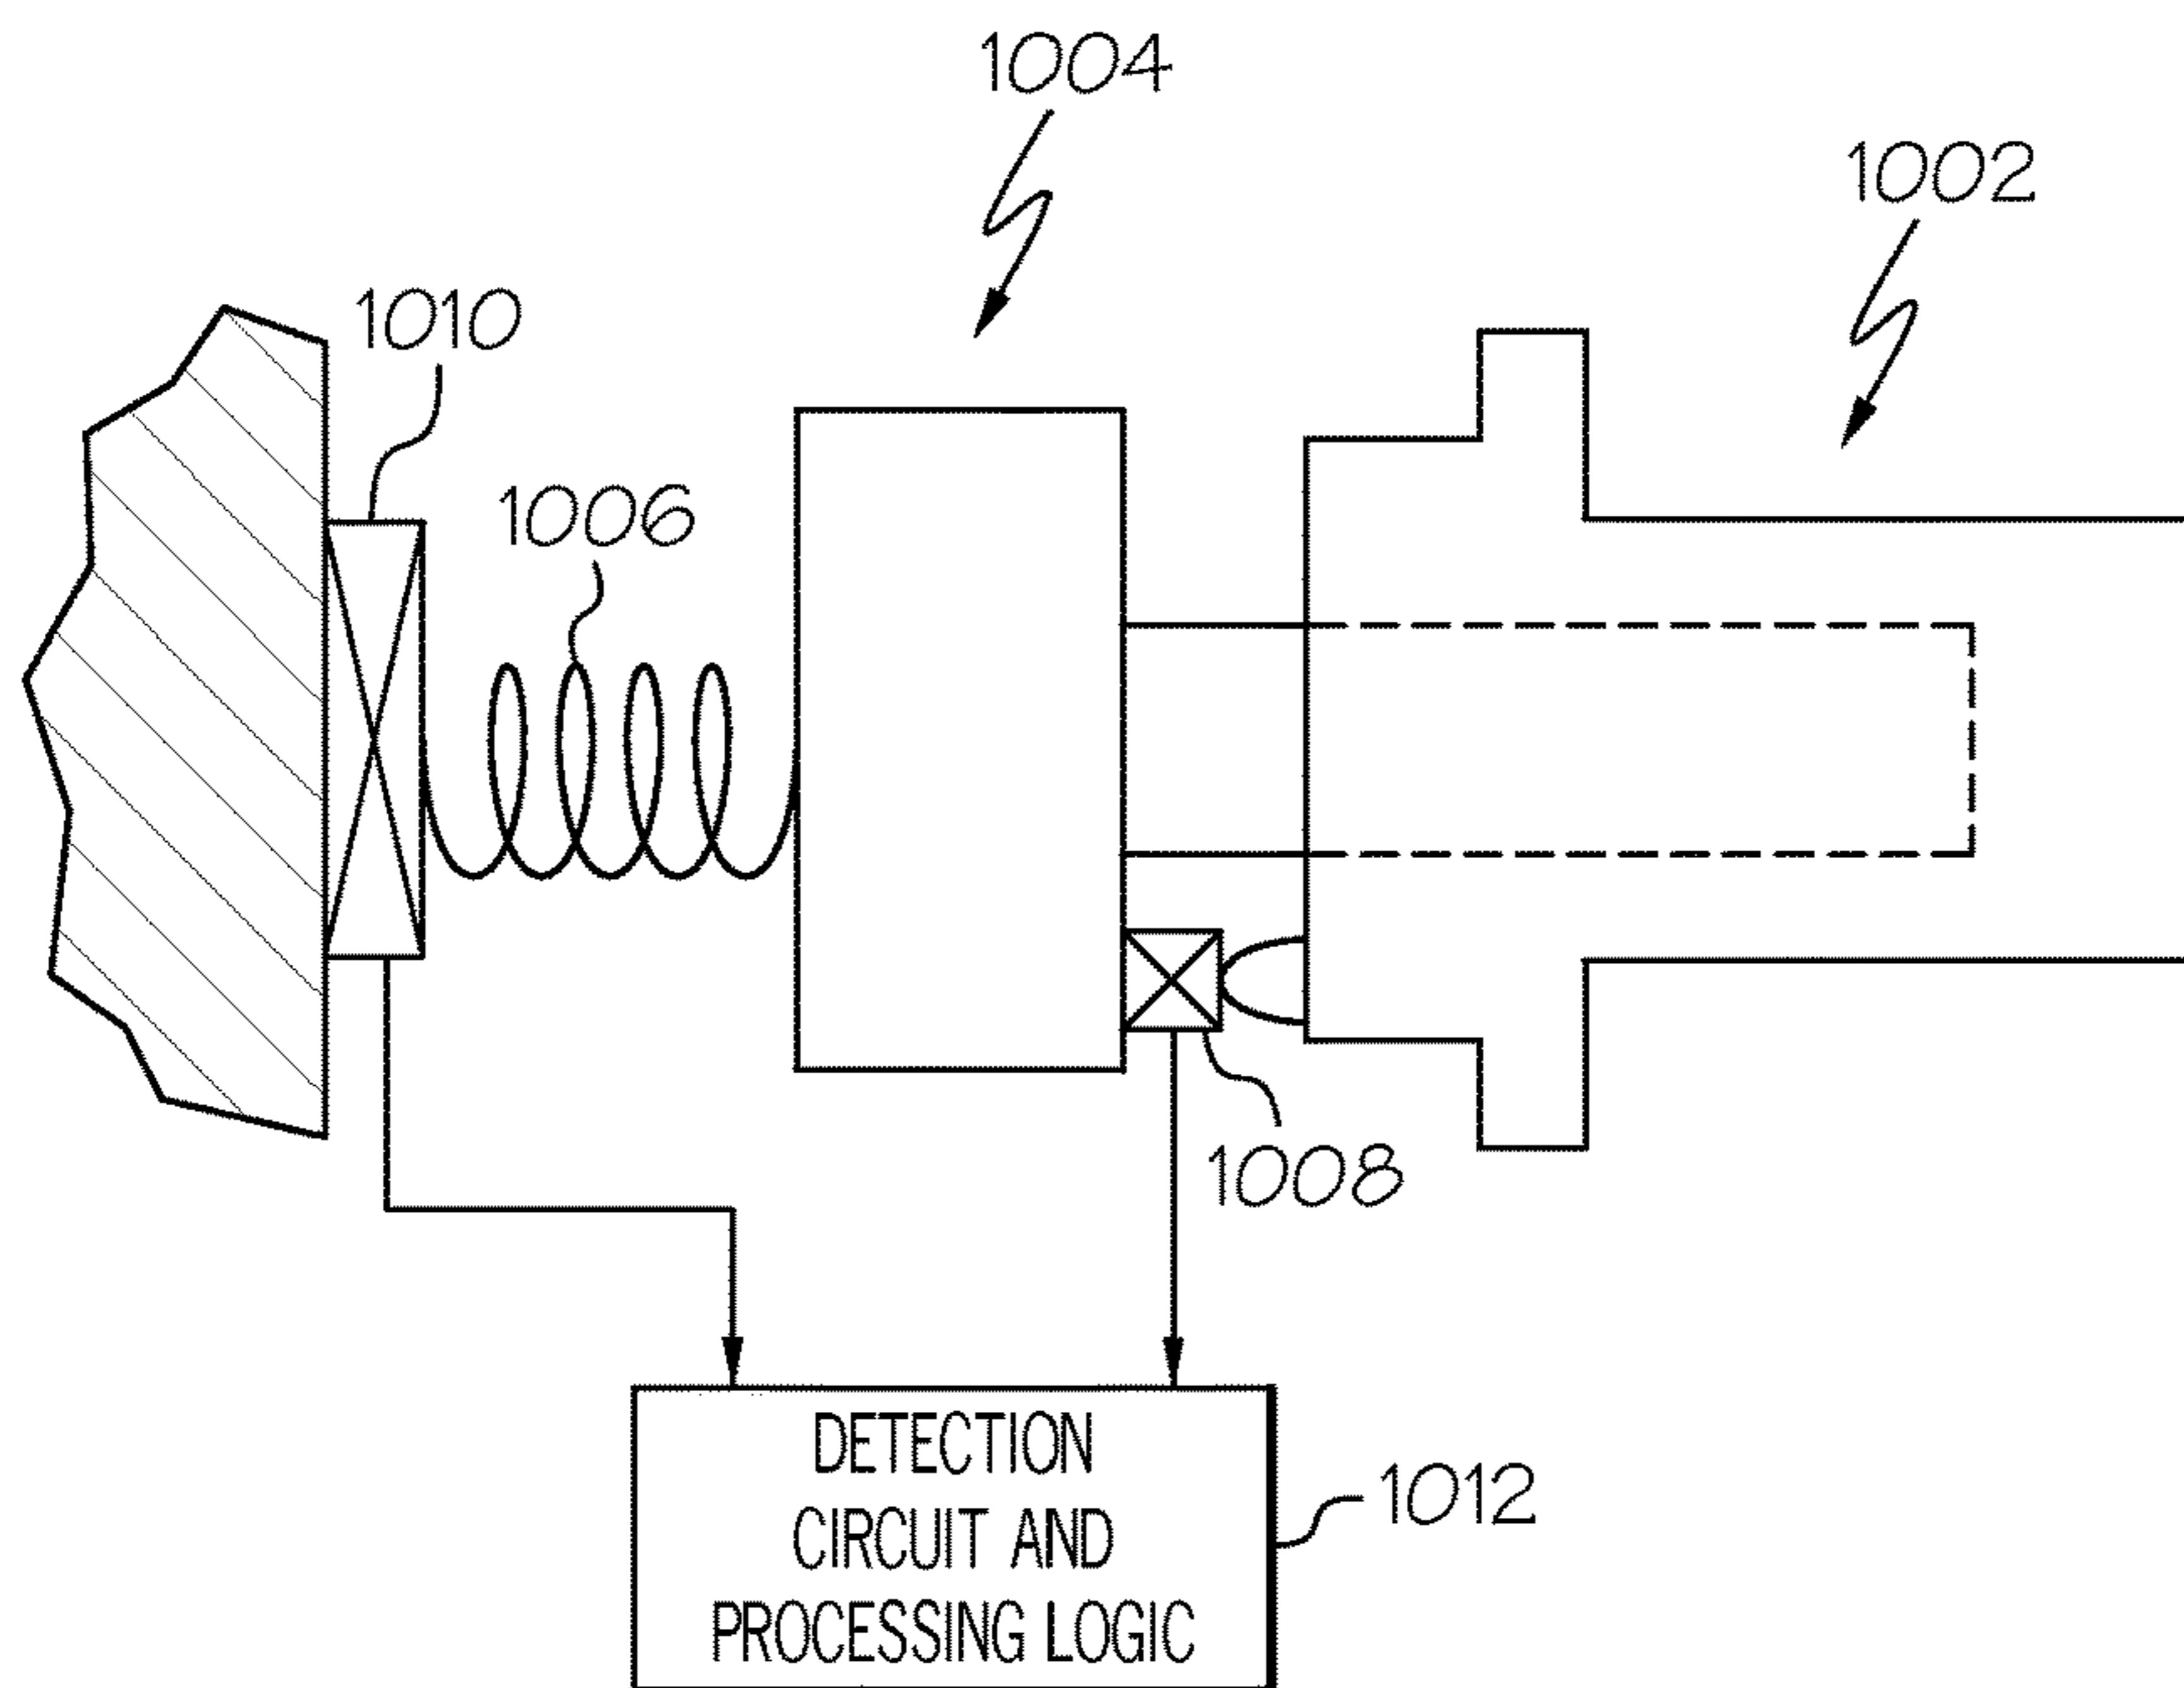 1004
1002
1010
1006
1008
DETECTION
CIRCUIT AND
PROCESSING LOGIC
1012